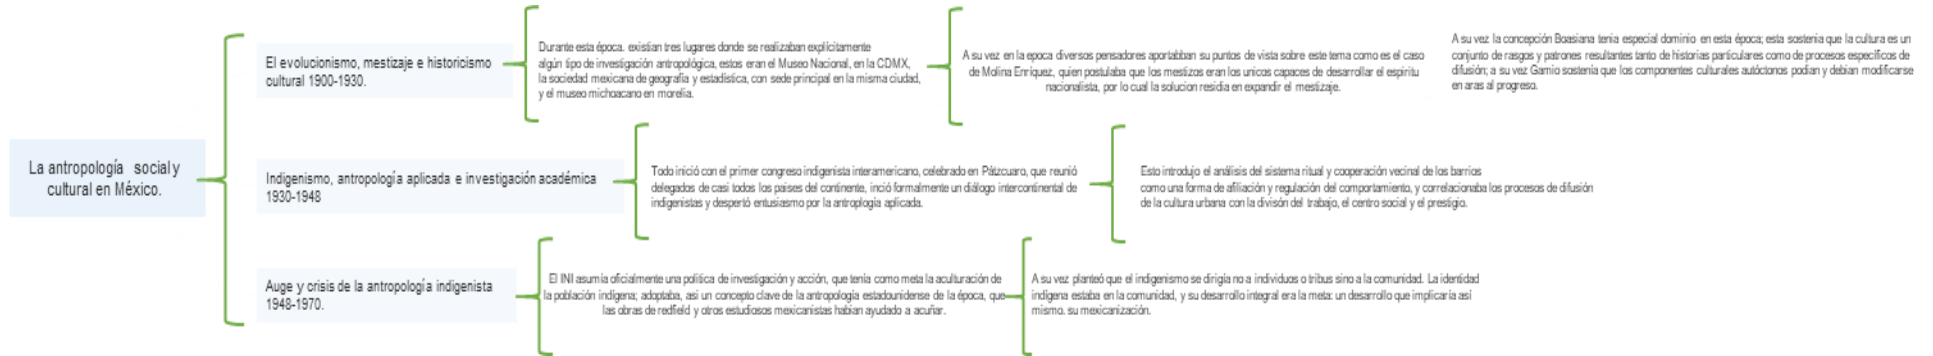 La antropología social y
cultural en México.
El evolucionismo, mestizaje e historicismo
cultural 1900-1930.
Durante esta época. existian tres lugares donde se realizaban explícitamente
algún tipo de investigación antropológica, estos eran el Museo Nacional, en la CDMX,
la sociedad mexicana de geografía y estadística, con sede principal en la misma ciudad,
y el museo michoacano en morelia.
A su vez en la epoca diversos pensadores aportabban su puntos de vista sobre este tema como es el caso
de Molina Enríquez, quien postulaba que los mestizos eran los unicos capaces de desarrollar el espiritu
nacionalista, por lo cual la solucion residia en expandir el mestizaje.
A su vez la concepción Boasiana tenia especial dominio en esta época; esta sostenia que la cultura es un
conjunto de rasgos y patrones resultantes tanto de historias particulares como de procesos específicos de
difusión; a su vez Gamio sostenía que los componentes culturales autóctonos podian y debian modificarse
en aras al progreso.
Indigenismo, antropología aplicada e investigación académica
1930-1948
Todo inició con el primer congreso indigenista interamericano, celebrado en Pátzcuaro, que reunió
delegados de casi todos los países del continente, inció formalmente un diálogo intercontinental de
indigenistas y despertó entusiasmo por la antroplogía aplicada.
Esto introdujo el análisis del sistema ritual y cooperación vecinal de los barrios
como una forma de afiliación y regulación del comportamiento, y correlacionaba los procesos de difusión
de la cultura urbana con la divisón del trabajo, el centro social y el prestigio.
Auge y crisis de la antropología indigenista
1948-1970.
El INI asumía oficialmente una politica de investigación y acción, que tenía como meta la aculturación de
la población indígena; adoptaba, asi un concepto clave de la antropología estadounidense de la época, que
las obras de redfield y otros estudiosos mexicanistas habian ayudado a acuñar.
A su vez planteó que el indigenismo se dirigía no a individuos o tribus sino a la comunidad. La identidad
indígena estaba en la comunidad, y su desarrollo integral era la meta: un desarrollo que implicaría así
mismo. su mexicanización.